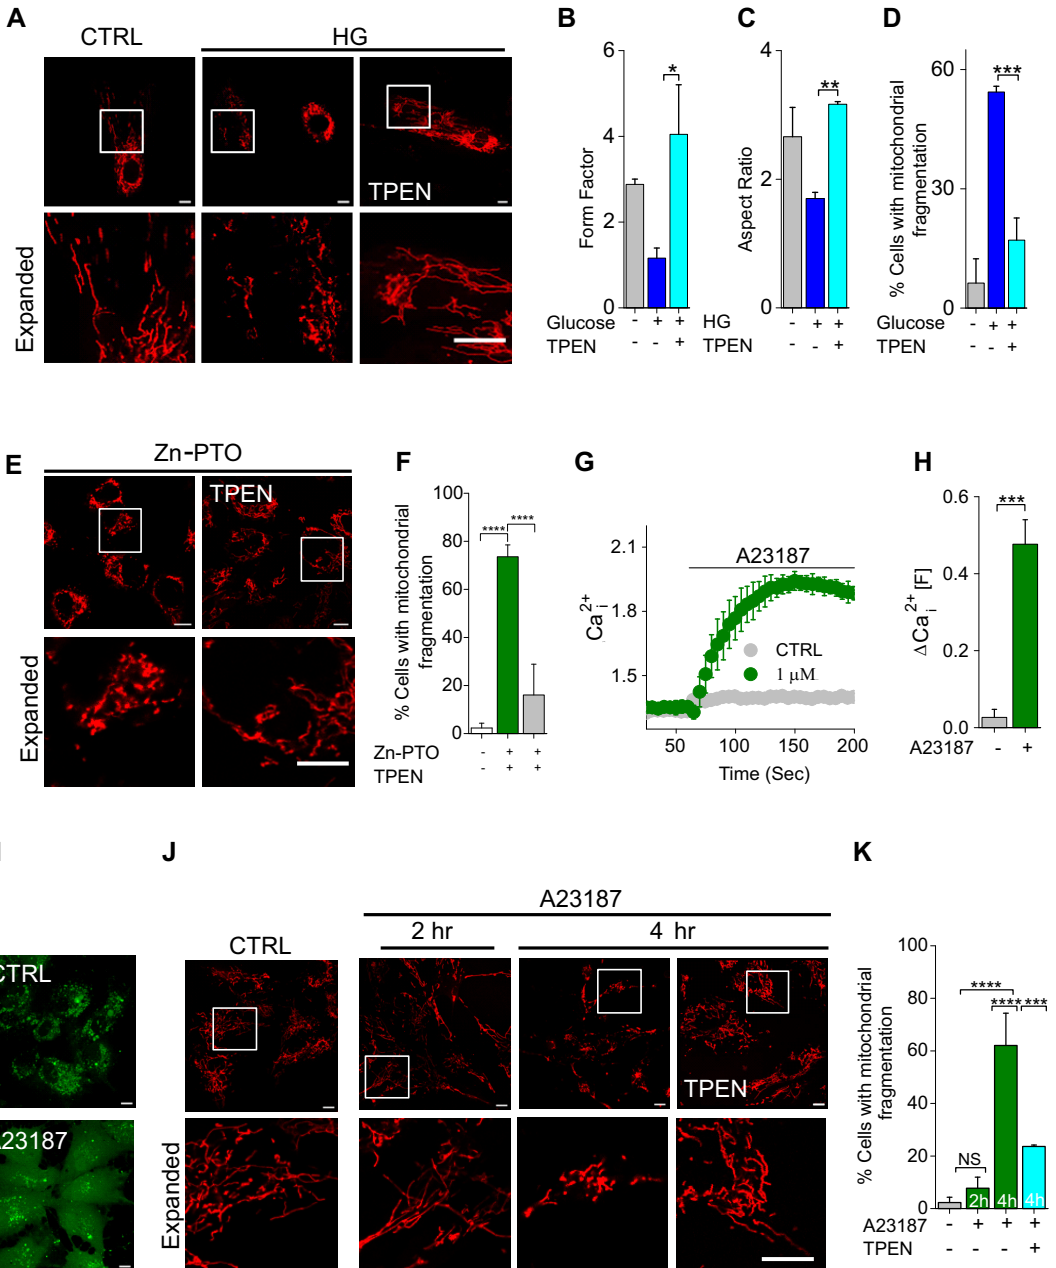 A
CTRL
HG
TPEN
Expanded
B
Form Factor
6
4
2
0
*
Glucose - + +
TPEN - - +
C
Aspect Ratio
4
2
0
**
HG - + +
TPEN - - +
D
% Cells with mitochondrial
fragmentation
60
30
0
***
Glucose - + +
TPEN - - +
E
Zn-PTO
TPEN
Expanded
F
% Cells with mitochondrial
fragmentation
100
80
60
40
20
0
**** ****
Zn-PTO - + +
TPEN - + +
G
Ca i 2+
2.1
1.8
1.5
A23187
CTRL
1 µM
50 100 150 200
Time (Sec)
H
ΔCa i 2+ [F]
0.6
0.4
0.2
0.0
***
A23187 - +
CTRL
A23187
J
A23187
CTRL
2 hr
4 hr
TPEN
Expanded
K
% Cells with mitochondrial
fragmentation
100
80
60
40
20
0
****
**** ***
NS
2h 4h 4h
A23187 - + + +
TPEN - - - +